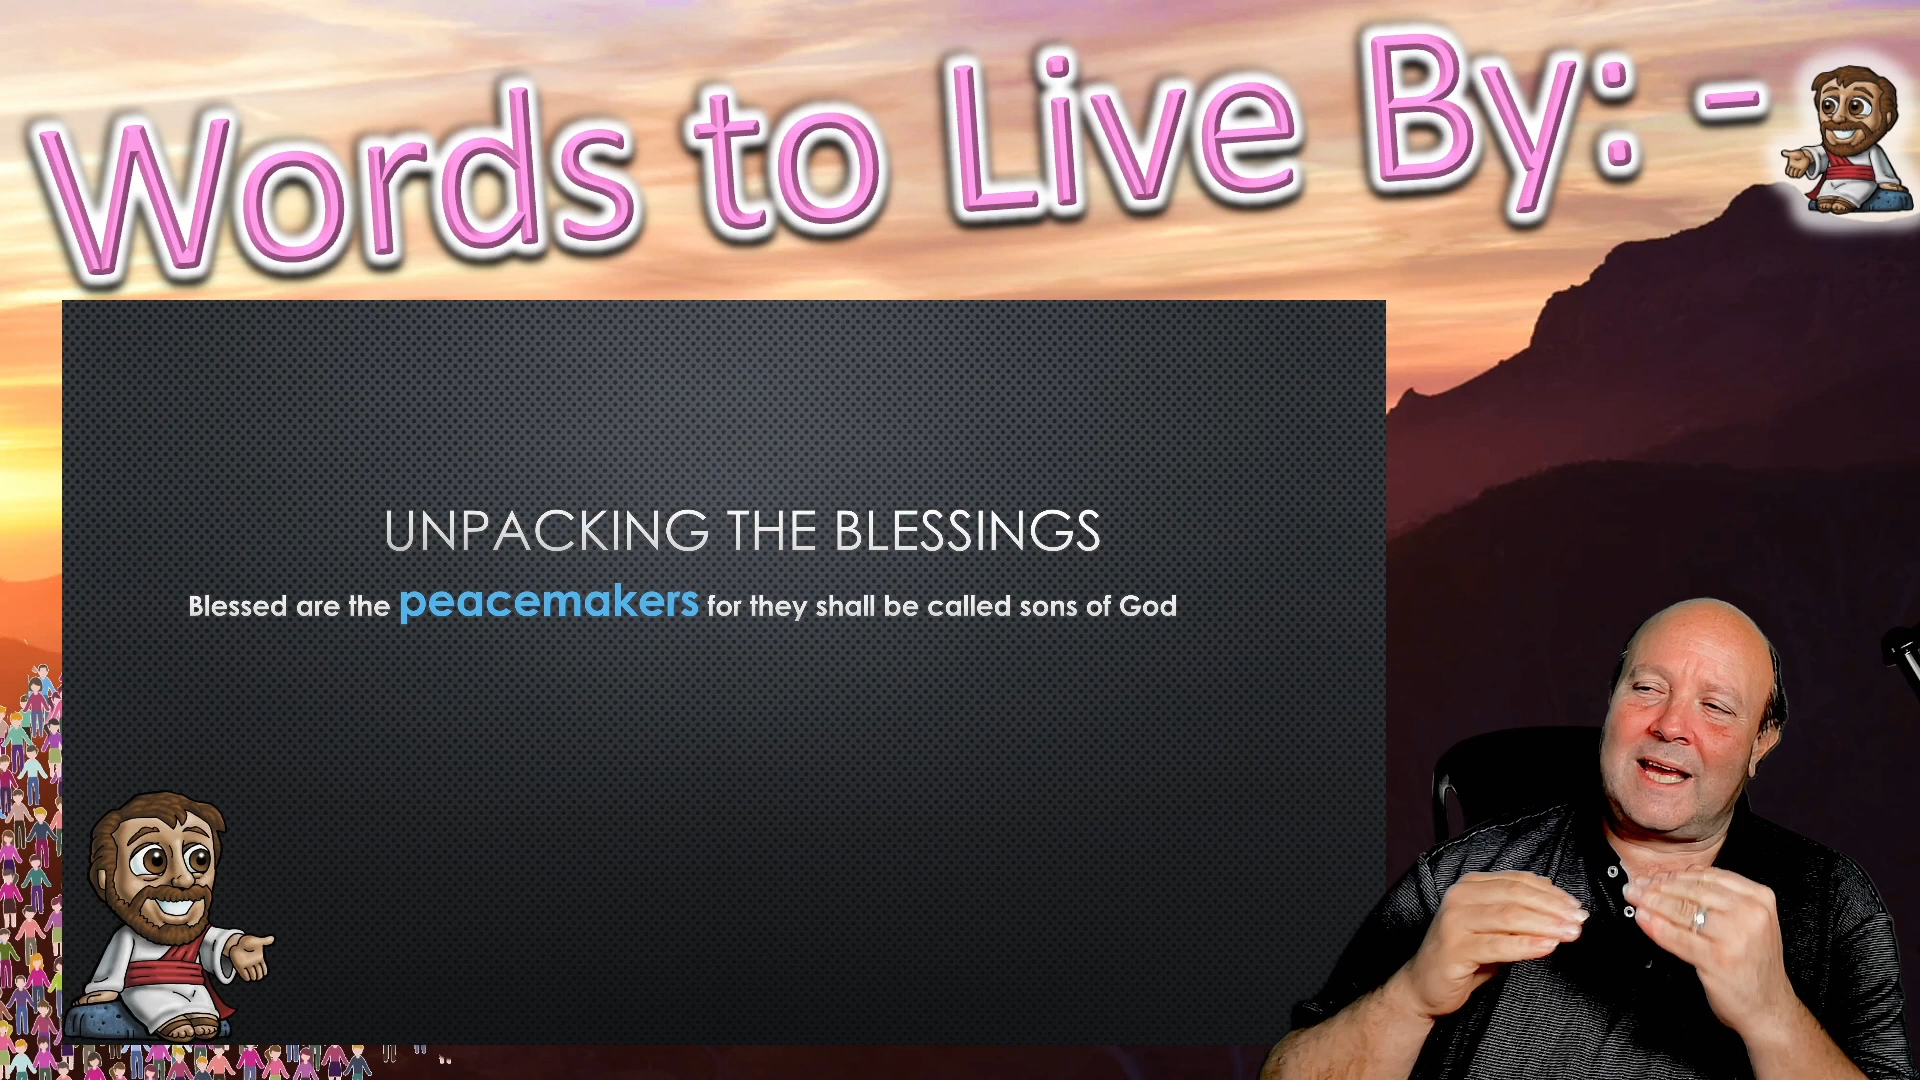 Words to Live By: -
UNPACKING THE BLESSINGS
Blessed are the peacemakers for they shall be called sons of God